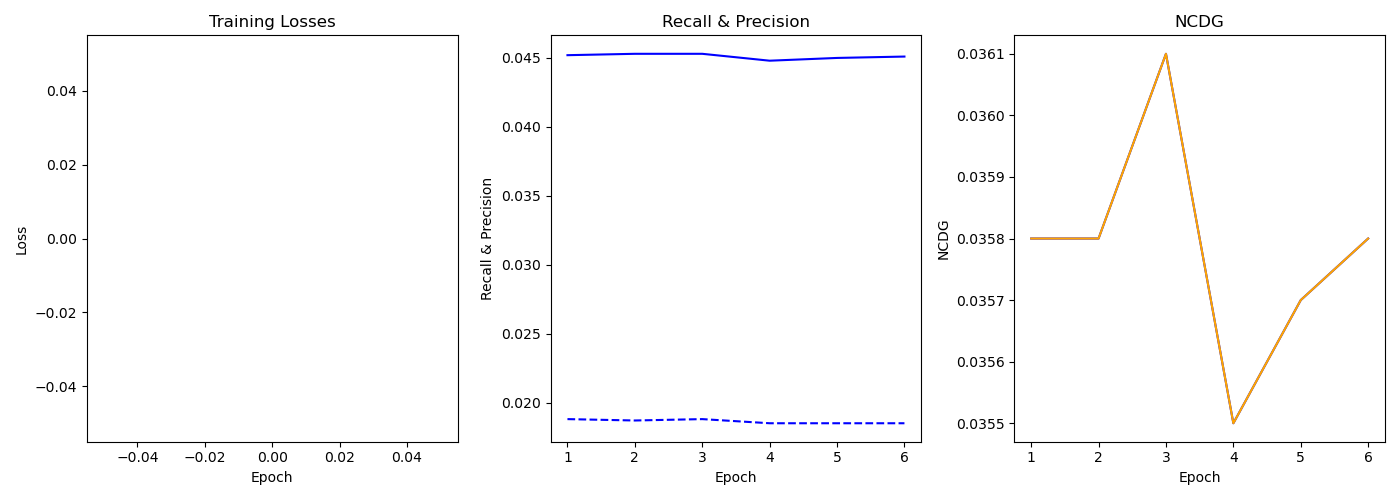 Training Losses
Loss
0.04
0.02
0.00
−0.02
−0.04
−0.04 −0.02 0.00 0.02 0.04
Epoch
Recall & Precision
Recall & Precision
0.045
0.040
0.035
0.030
0.025
0.020
1 2 3 4 5 6
Epoch
NCDG
NCDG
0.0361
0.0360
0.0359
0.0358
0.0357
0.0356
0.0355
1 2 3 4 5 6
Epoch